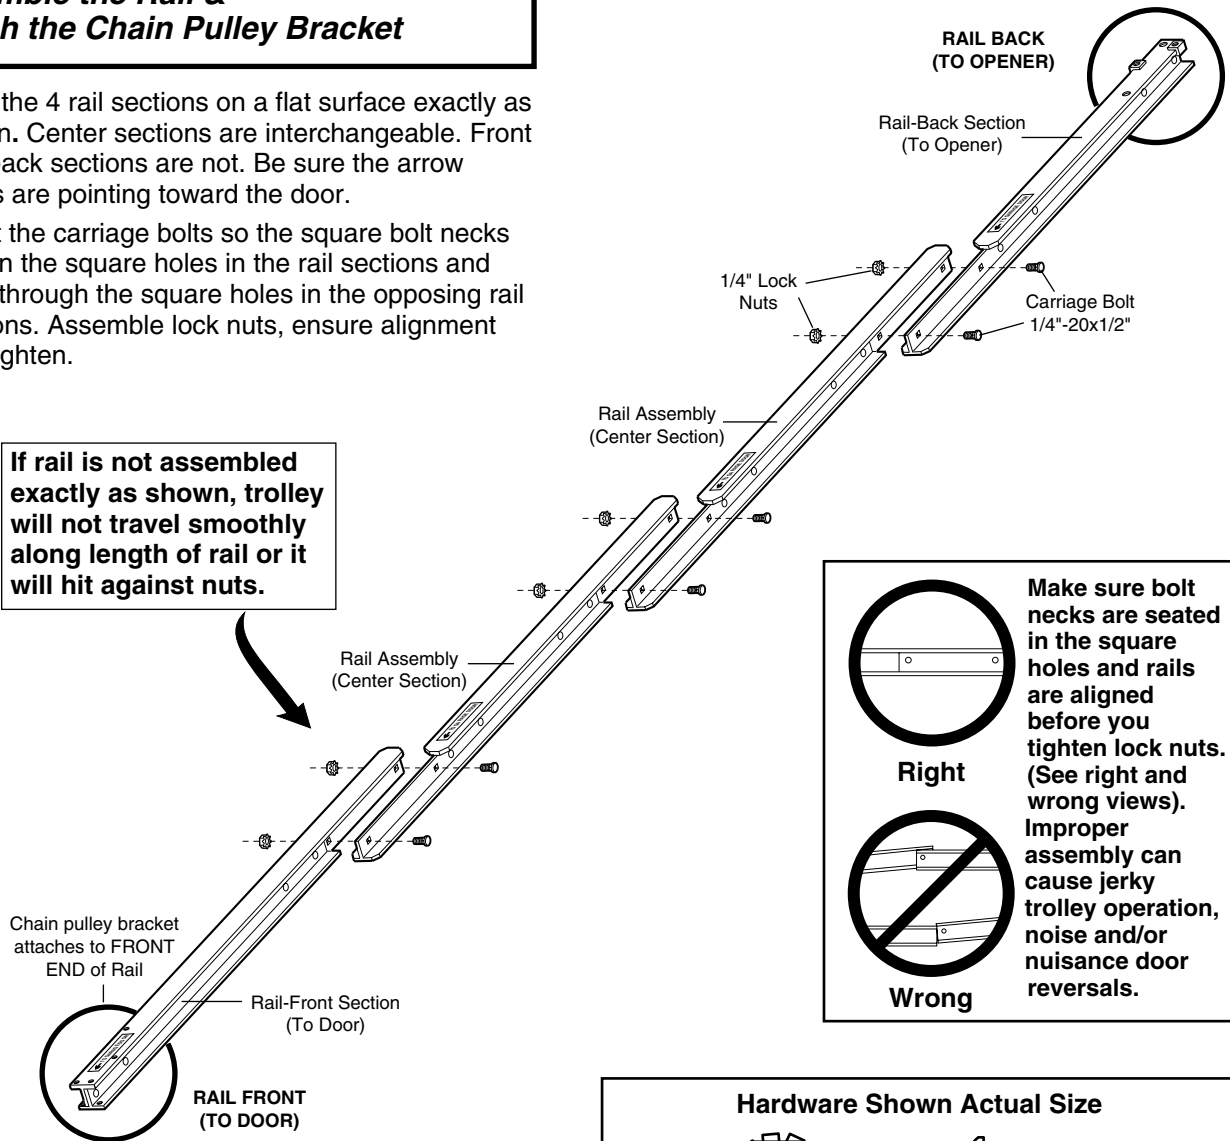 the Rail &
h the Chain Pulley Bracket
the 4 rail sections on a flat surface exactly as
Center sections are interchangeable. Front
sections are not. Be sure the arrow
are pointing toward the door.
the carriage bolts so the square bolt necks
the square holes in the rail sections and
through the square holes in the opposing rail
Assemble lock nuts, ensure alignment
If rail is not assembled
exactly as shown, trolley
will not travel smoothly
along length of rail or it
will hit against nuts.
RAIL BACK
(TO OPENER)
Rail-Back Section
(To Opener)
1/4" Lock
Nuts
Carriage Bolt
1/4"-20x1/2"
Rail Assembly
(Center Section)
Rail Assembly
(Center Section)
Chain pulley bracket
attaches to FRONT
END of Rail
Rail-Front Section
(To Door)
RAIL FRONT
(TO DOOR)
Right
Wrong
Make sure bolt
necks are seated
in the square
holes and rails
are aligned
before you
tighten lock nuts.
(See right and
wrong views).
Improper
assembly can
cause jerky
trolley operation,
noise and/or
nuisance door
reversals.
Hardware Shown Actual Size